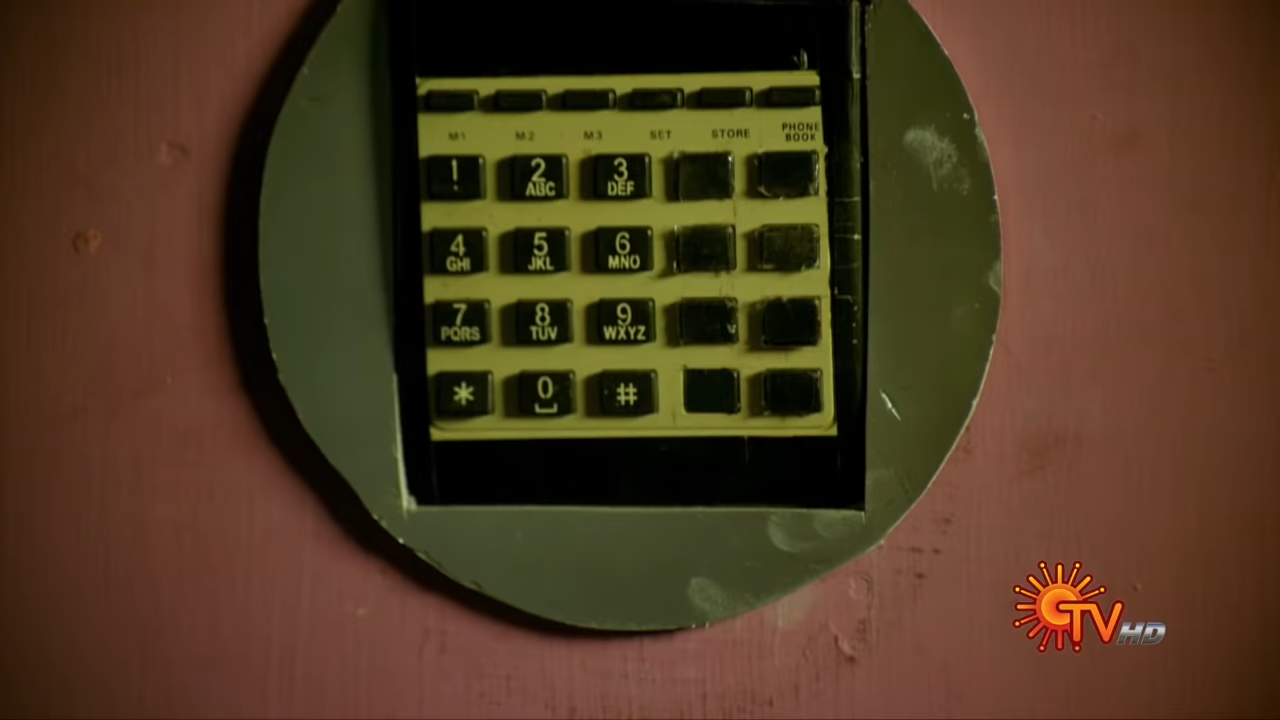 M1 M2 M3 SET STORE PHONE BOOK
! 2 ABC 3 DEF
4 GHI 5 JKL 6 MNO
7 PQRS 8 TUV 9 WXYZ
* 0 #
TV HD